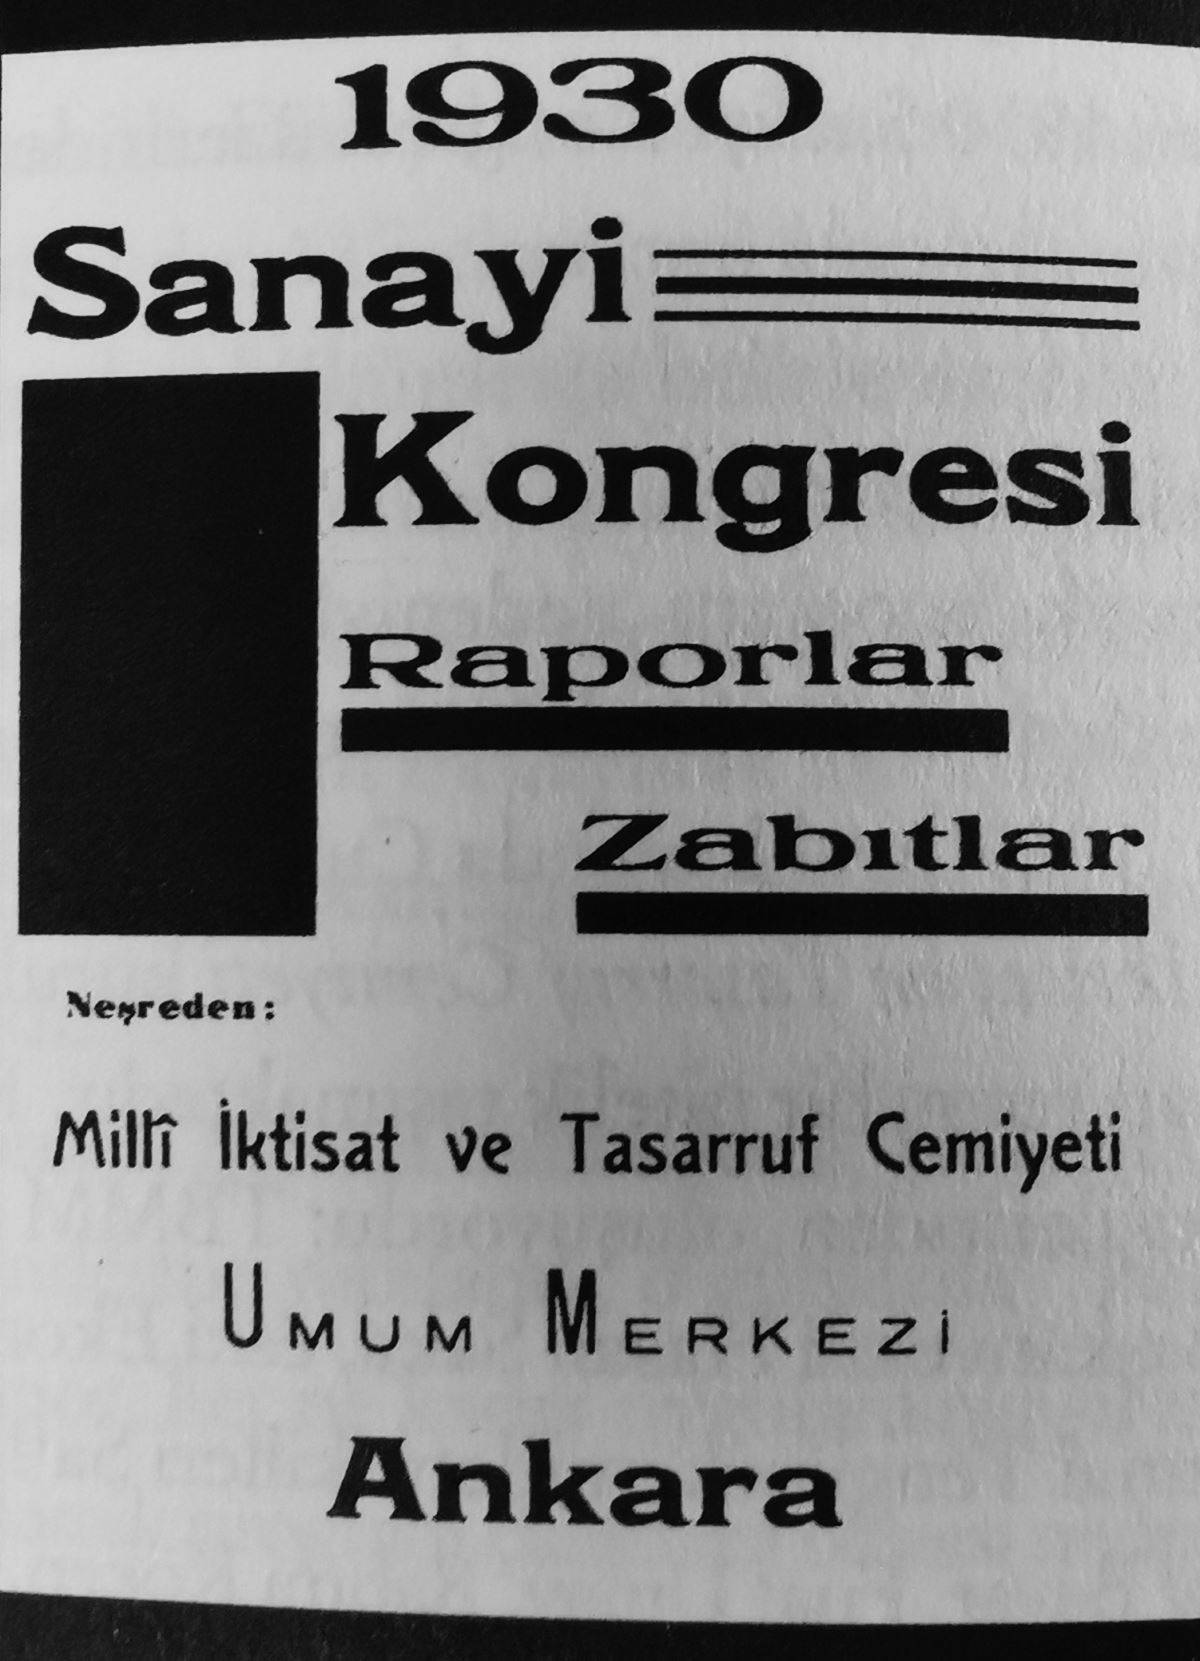 1930
Sanayi
Kongresi
Raporlar
Zabıtlar
Neşreden:
Millî İktisat ve Tasarruf Cemiyeti
UMUM MERKEZİ
Ankara